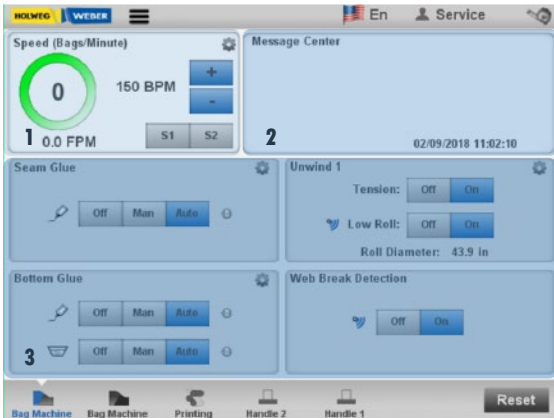 HOLWEG WEBER En Service
Speed (Bags/Minute)
0
150 BPM
+
-
1 0.0 FPM
S1 S2
Message Center
2
02/09/2018 11:02:10
Seam Glue
Off Man Auto
Unwind 1
Tension: Off On
Low Roll: Off On
Roll Diameter: 43.9 in
Bottom Glue
Off Man Auto
3 Off Man Auto
Web Break Detection
Off On
Bag Machine Bag Machine Printing Handle 2 Handle 1
Reset